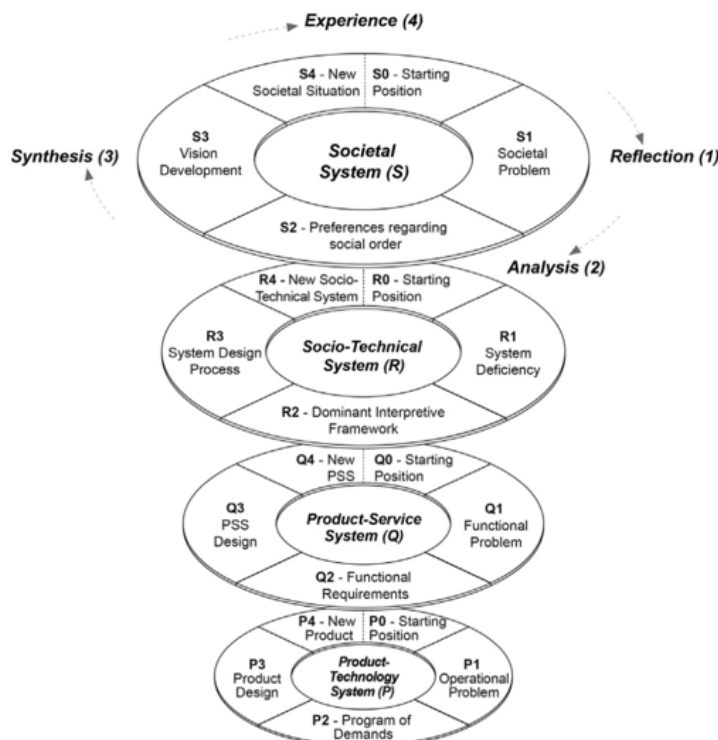 Experience (4)
S4 - New
Societal Situation
S0 - Starting
Position
S3
Vision
Development
Societal
System (S)
S1
Societal
Problem
Synthesis (3)
Reflection (1)
S2 - Preferences regarding
social order
Analysis (2)
R4 - New Socio-
Technical System
R0 - Starting
Position
R3
System Design
Process
Socio-Technical
System (R)
R1
System
Deficiency
R2 - Dominant Interpretive
Framework
Q4 - New
PSS
Q0 - Starting
Position
Q3
PSS
Design
Product-Service
System (Q)
Q1
Functional
Problem
Q2 - Functional
Requirements
P4 - New
Product
P0 - Starting
Position
P3
Product
Design
Product-
Technology
System (P)
P1
Operational
Problem
P2 - Program of
Demands